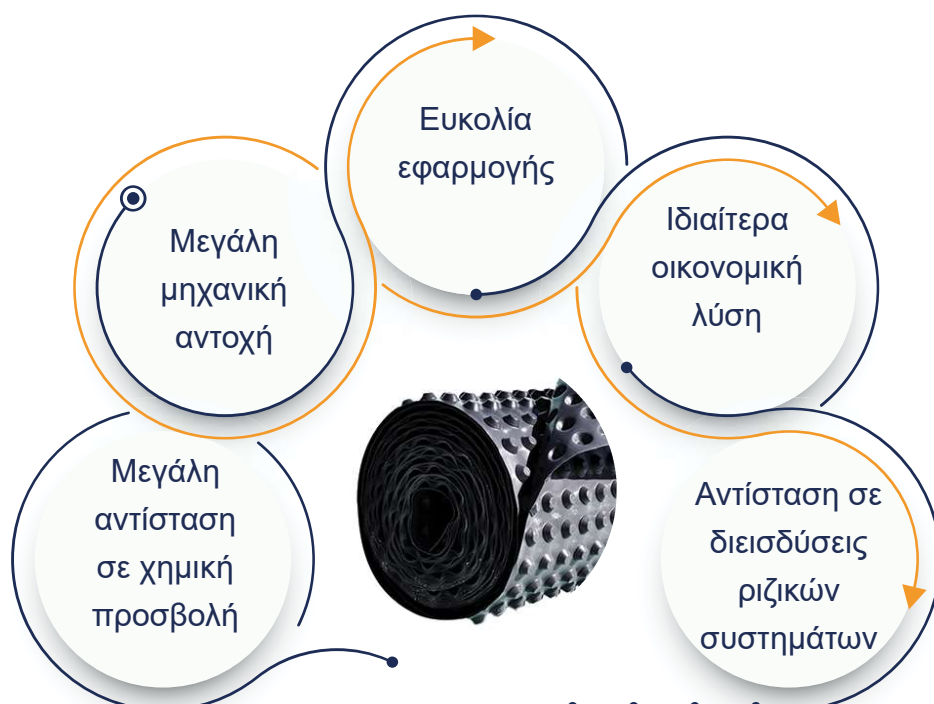 Ευκολία
εφαρμογής
Μεγάλη
μηχανική
αντοχή
Ιδιαίτερα
οικονομική
λύση
Μεγάλη
αντίσταση
σε χημική
προσβολή
Αντίσταση σε
διεισδύσεις
ριζικών
συστημάτων